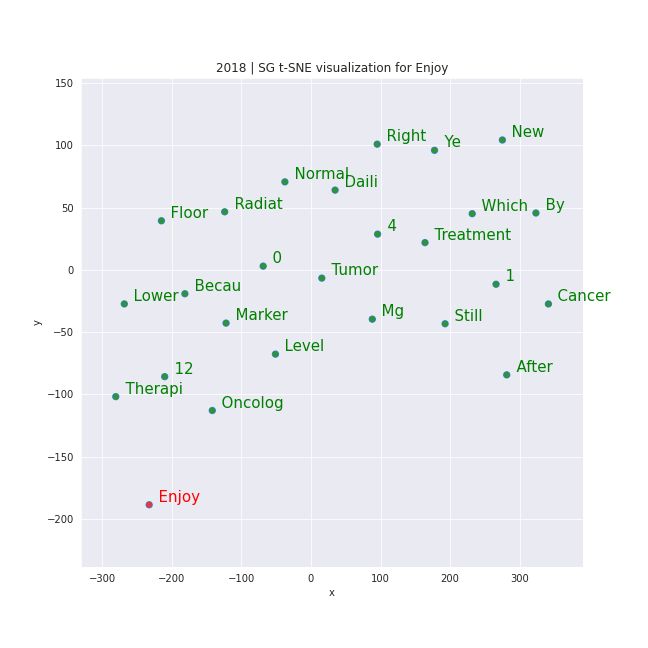 2018 | SG t-SNE visualization for Enjoy
150
100
50
0
−50
−100
−150
−200
y
New
Right
Ye
Normal
Daili
Radiat
Which
By
Floor
4
Treatment
0
Tumor
1
Becau
Lower
Cancer
Marker
Mg
Still
Level
After
12
Therapi
Oncolog
Enjoy
−300
−200
−100
0
100
200
300
x